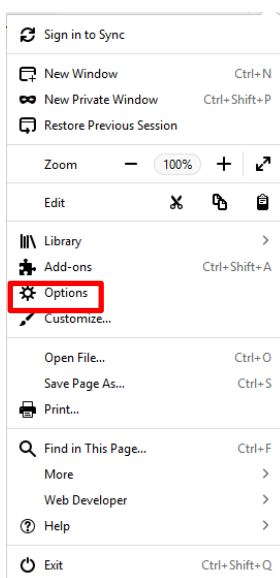 Sign in to Sync
New Window Ctrl+N
New Private Window Ctrl+Shift+P
Restore Previous Session
Zoom 100%
Edit
Library
Add-ons Ctrl+Shift+A
Options
Customize...
Open File... Ctrl+O
Save Page As... Ctrl+S
Print...
Find in This Page... Ctrl+F
More
Web Developer
Help
Exit Ctrl+Shift+Q